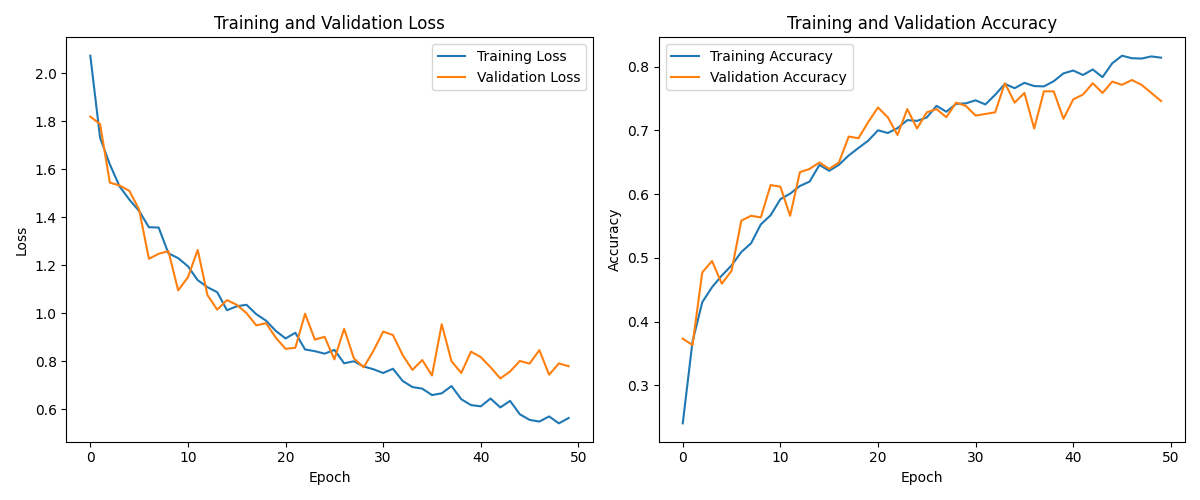 Training and Validation Loss
Training Loss
Validation Loss
2.0
1.8
1.6
1.4
1.2
1.0
0.8
0.6
Loss
0 10 20 30 40 50
Epoch
Training and Validation Accuracy
Training Accuracy
Validation Accuracy
0.8
0.7
0.6
0.5
0.4
0.3
Accuracy
0 10 20 30 40 50
Epoch